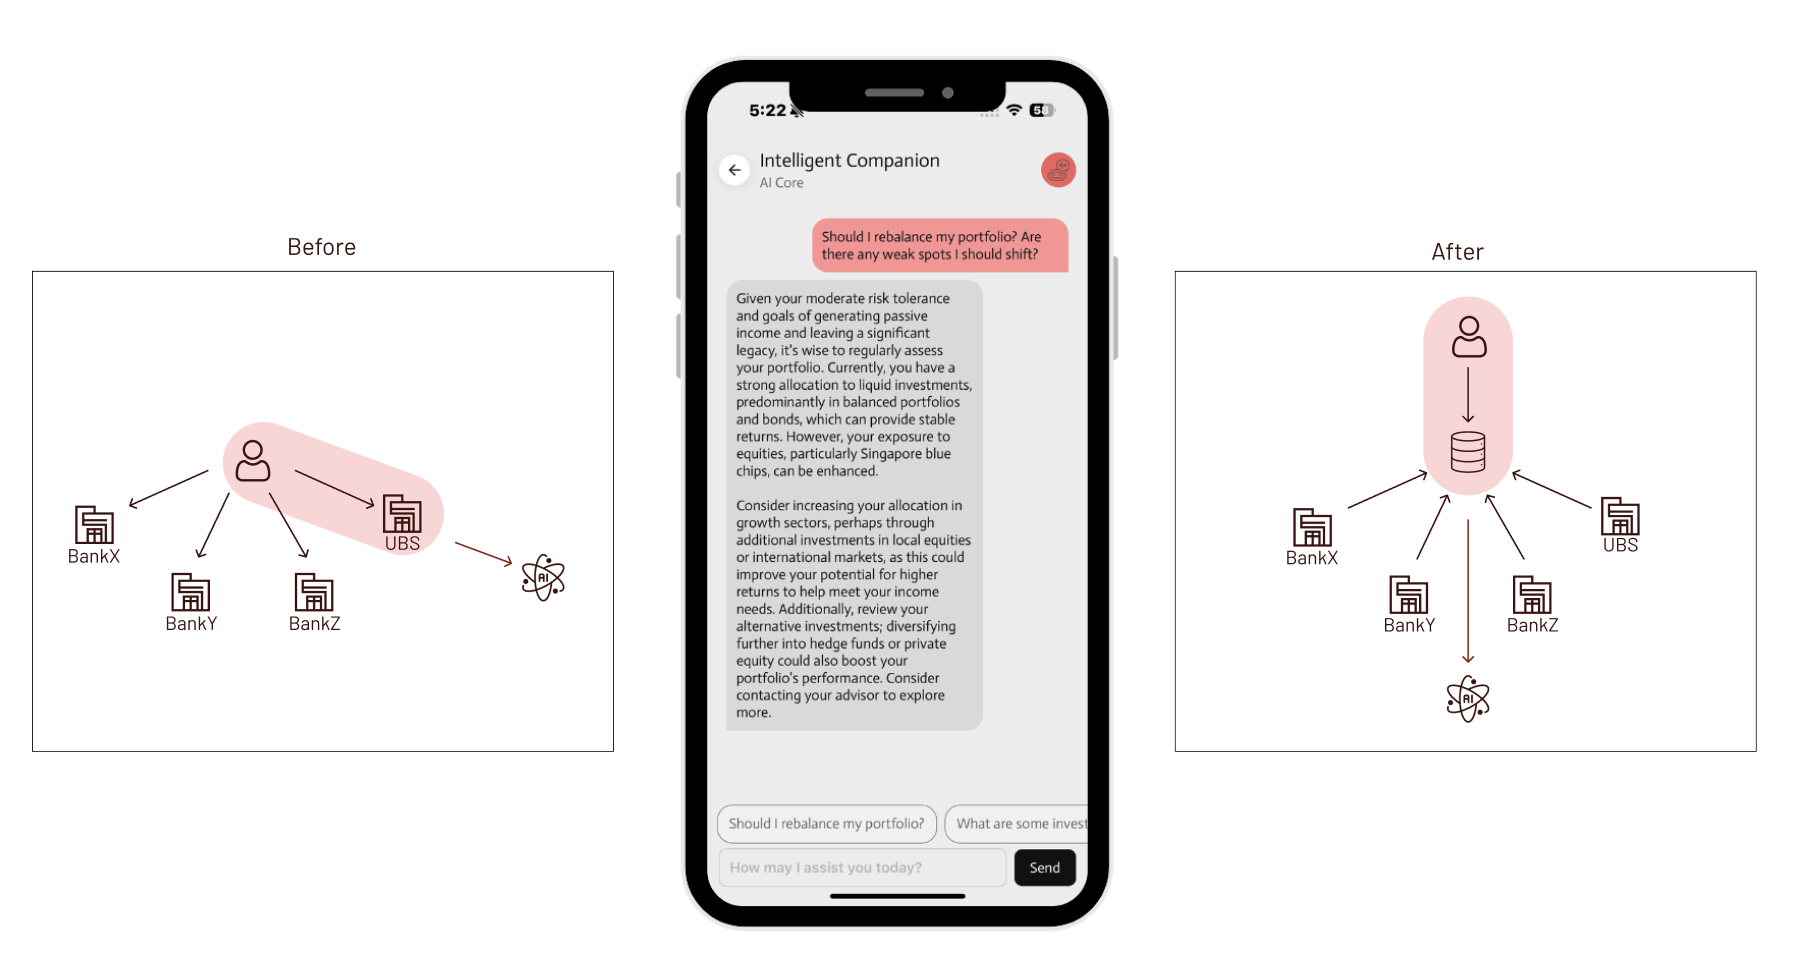 Before
BankX
BankY
BankZ
UBS
AI
5:22
58
Intelligent Companion
AI Core
Should I rebalance my portfolio? Are
there any weak spots I should shift?
Given your moderate risk tolerance
and goals of generating passive
income and leaving a significant
legacy, it's wise to regularly assess
your portfolio. Currently, you have a
strong allocation to liquid investments,
predominantly in balanced portfolios
and bonds, which can provide stable
returns. However, your exposure to
equities, particularly Singapore blue
chips, can be enhanced.
Consider increasing your allocation in
growth sectors, perhaps through
additional investments in local equities
or international markets, as this could
improve your potential for higher
returns to help meet your income
needs. Additionally, review your
alternative investments; diversifying
further into hedge funds or private
equity could also boost your
portfolio's performance. Consider
contacting your advisor to explore
more.
Should I rebalance my portfolio?
What are some invest
How may I assist you today?
Send
After
BankX
BankY
BankZ
UBS
AI